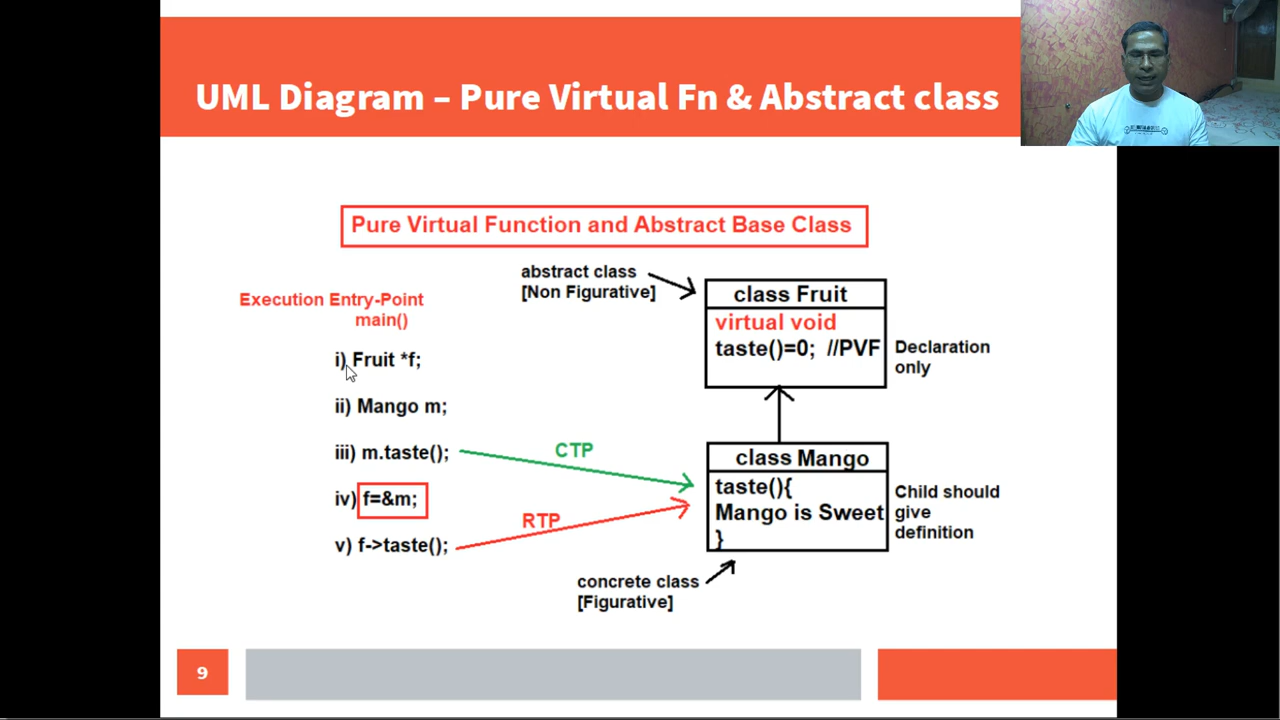 UML Diagram – Pure Virtual Fn & Abstract class
Pure Virtual Function and Abstract Base Class
abstract class
[Non Figurative]
Execution Entry-Point
main()
i) Fruit *f;
ii) Mango m;
iii) m.taste();
iv) f=&m;
v) f->taste();
CTP
RTP
class Fruit
virtual void
taste()=0; //PVF
Declaration
only
class Mango
taste(){
Mango is Sweet
}
Child should
give
definition
concrete class
[Figurative]
9